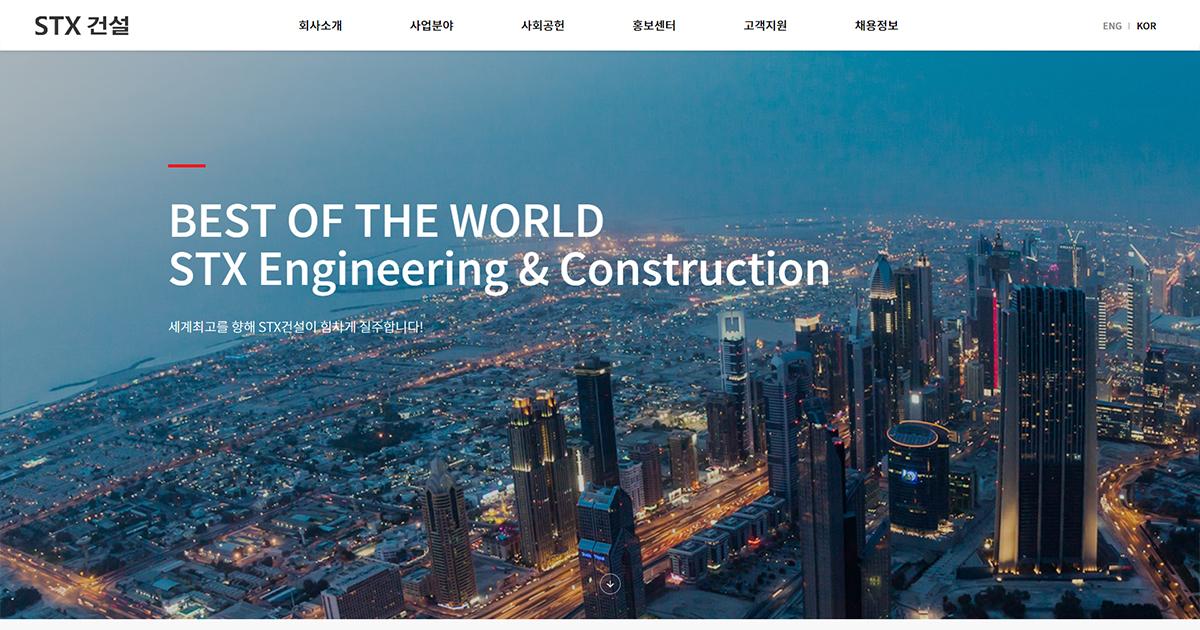 STX 건설
회사소개
사업분야
사회공헌
홍보센터
고객지원
채용정보
ENG | KOR
BEST OF THE WORLD
STX Engineering & Construction
세계최고를 향해 STX건설이 힘차게 질주합니다!